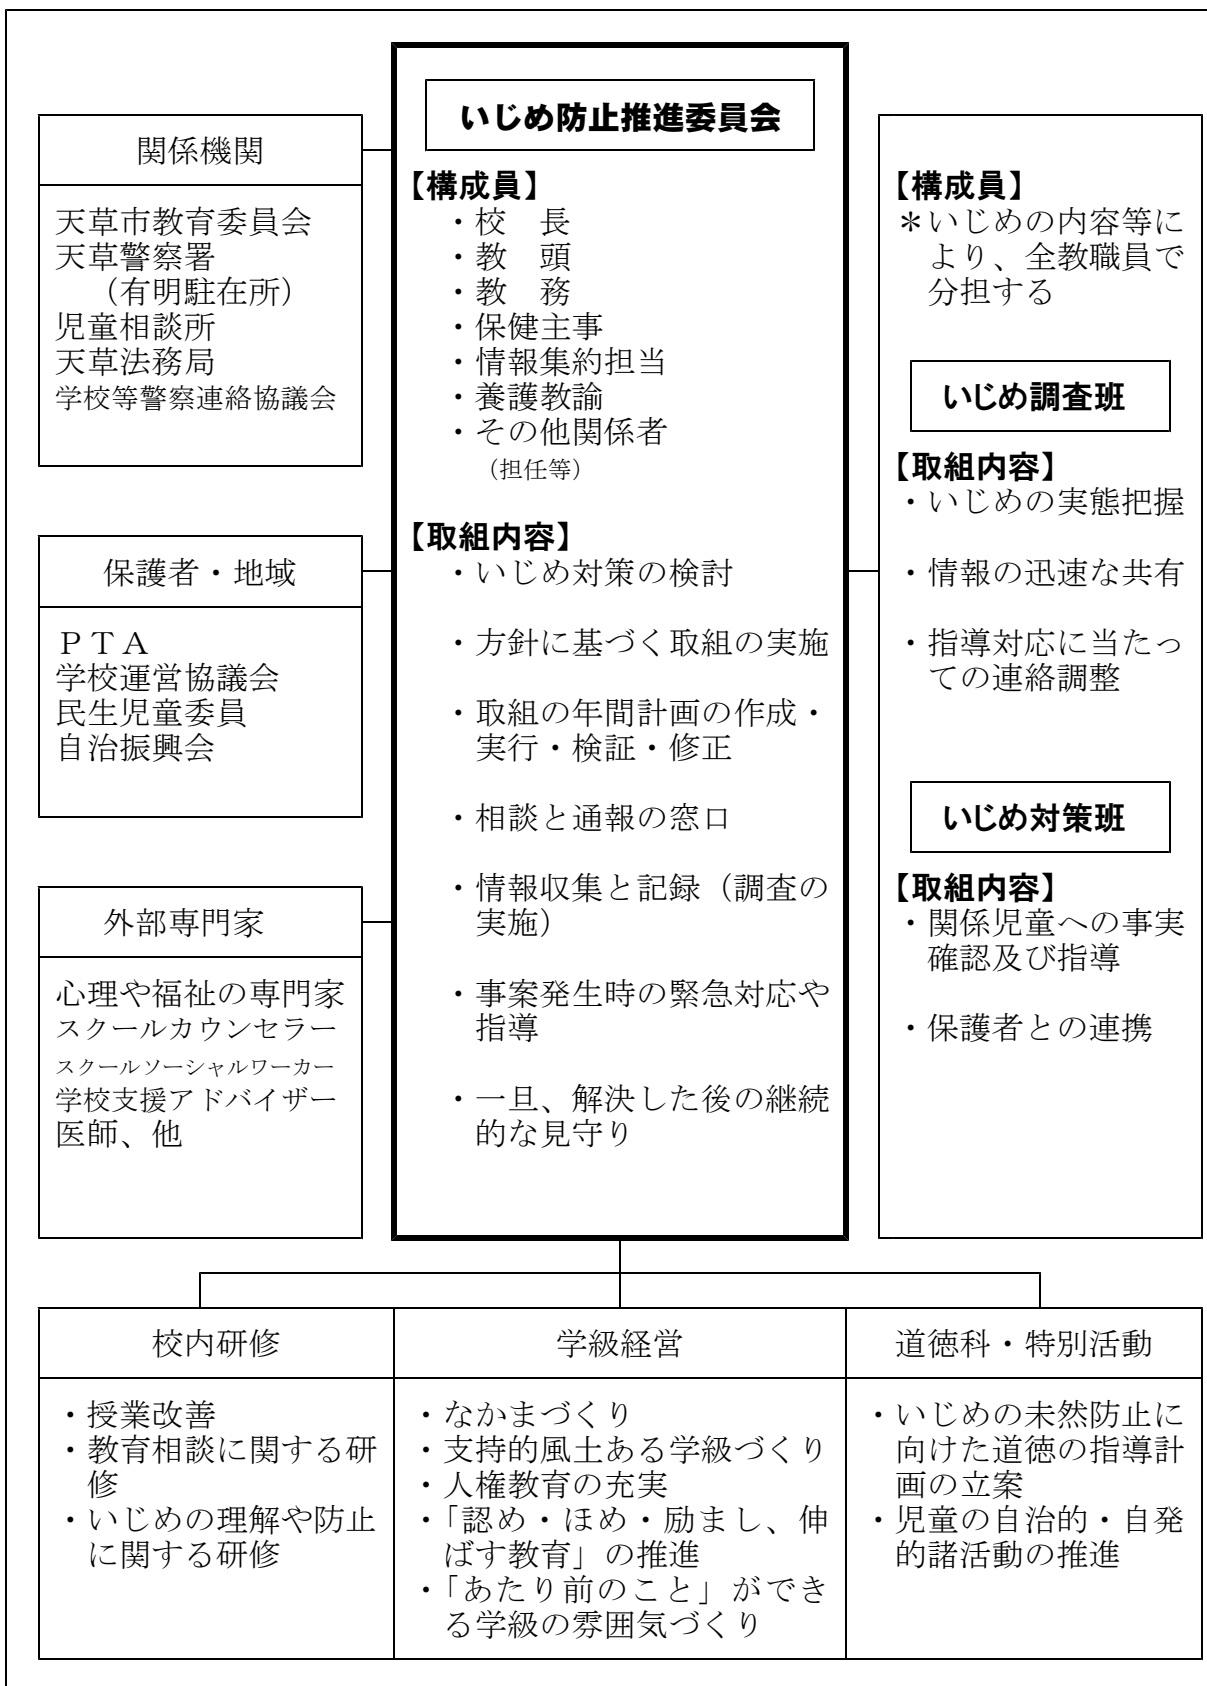 関係機関
天草市教育委員会
天草警察署
（有明駐在所）
児童相談所
天草法務局
学校等警察連絡協議会
保護者・地域
ＰＴＡ
学校運営協議会
民生児童委員
自治振興会
外部専門家
心理や福祉の専門家
スクールカウンセラー
スクールソーシャルワーカー
学校支援アドバイザー
医師、他
いじめ防止推進委員会
【構成員】
・校　長
・教　頭
・教　務
・保健主事
・情報集約担当
・養護教諭
・その他関係者
（担任等）
【取組内容】
・いじめ対策の検討
・方針に基づく取組の実施
・取組の年間計画の作成・
実行・検証・修正
・相談と通報の窓口
・情報収集と記録（調査の
実施）
・事案発生時の緊急対応や
指導
・一旦、解決した後の継続
的な見守り
【構成員】
＊いじめの内容等に
より、全教職員で
分担する
いじめ調査班
【取組内容】
・いじめの実態把握
・情報の迅速な共有
・指導対応に当たっ
ての連絡調整
いじめ対策班
【取組内容】
・関係児童への事実
確認及び指導
・保護者との連携
校内研修
・授業改善
・教育相談に関する研
修
・いじめの理解や防止
に関する研修
学級経営
・なかまづくり
・支持的風土ある学級づくり
・人権教育の充実
・「認め・ほめ・励まし、伸
ばす教育」の推進
・「あたり前のこと」ができ
る学級の雰囲気づくり
道徳科・特別活動
・いじめの未然防止に
向けた道徳の指導計
画の立案
・児童の自治的・自発
的諸活動の推進